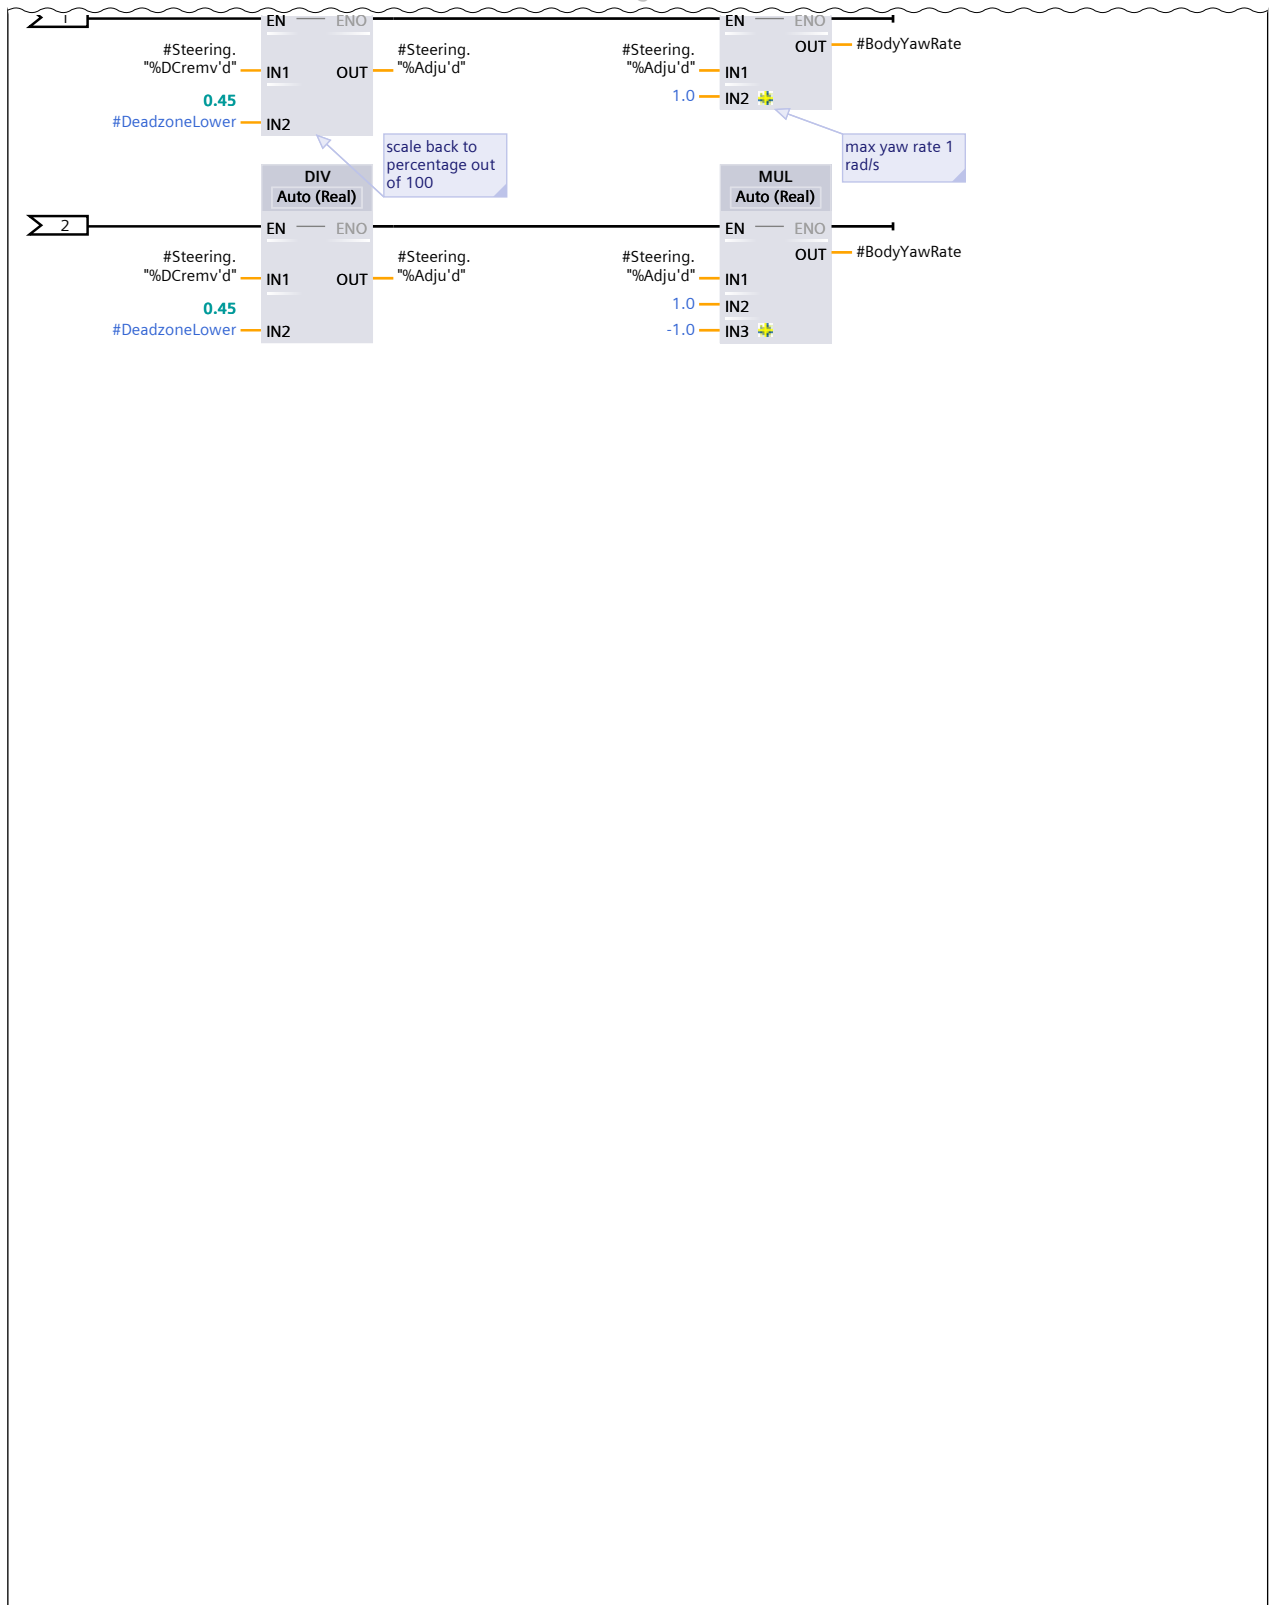 1
EN ENO
EN ENO
#Steering.
"%DCremv'd" IN1 OUT
#Steering.
"%Adju'd"
0.45
#DeadzoneLower IN2
#Steering.
"%Adju'd" IN1
OUT #BodyYawRate
1.0 IN2
scale back to
percentage out
of 100
max yaw rate 1
rad/s
DIV
Auto (Real)
MUL
Auto (Real)
2
EN ENO
EN ENO
#Steering.
"%DCremv'd" IN1 OUT
#Steering.
"%Adju'd"
0.45
#DeadzoneLower IN2
#Steering.
"%Adju'd" IN1
OUT #BodyYawRate
1.0 IN2
-1.0 IN3